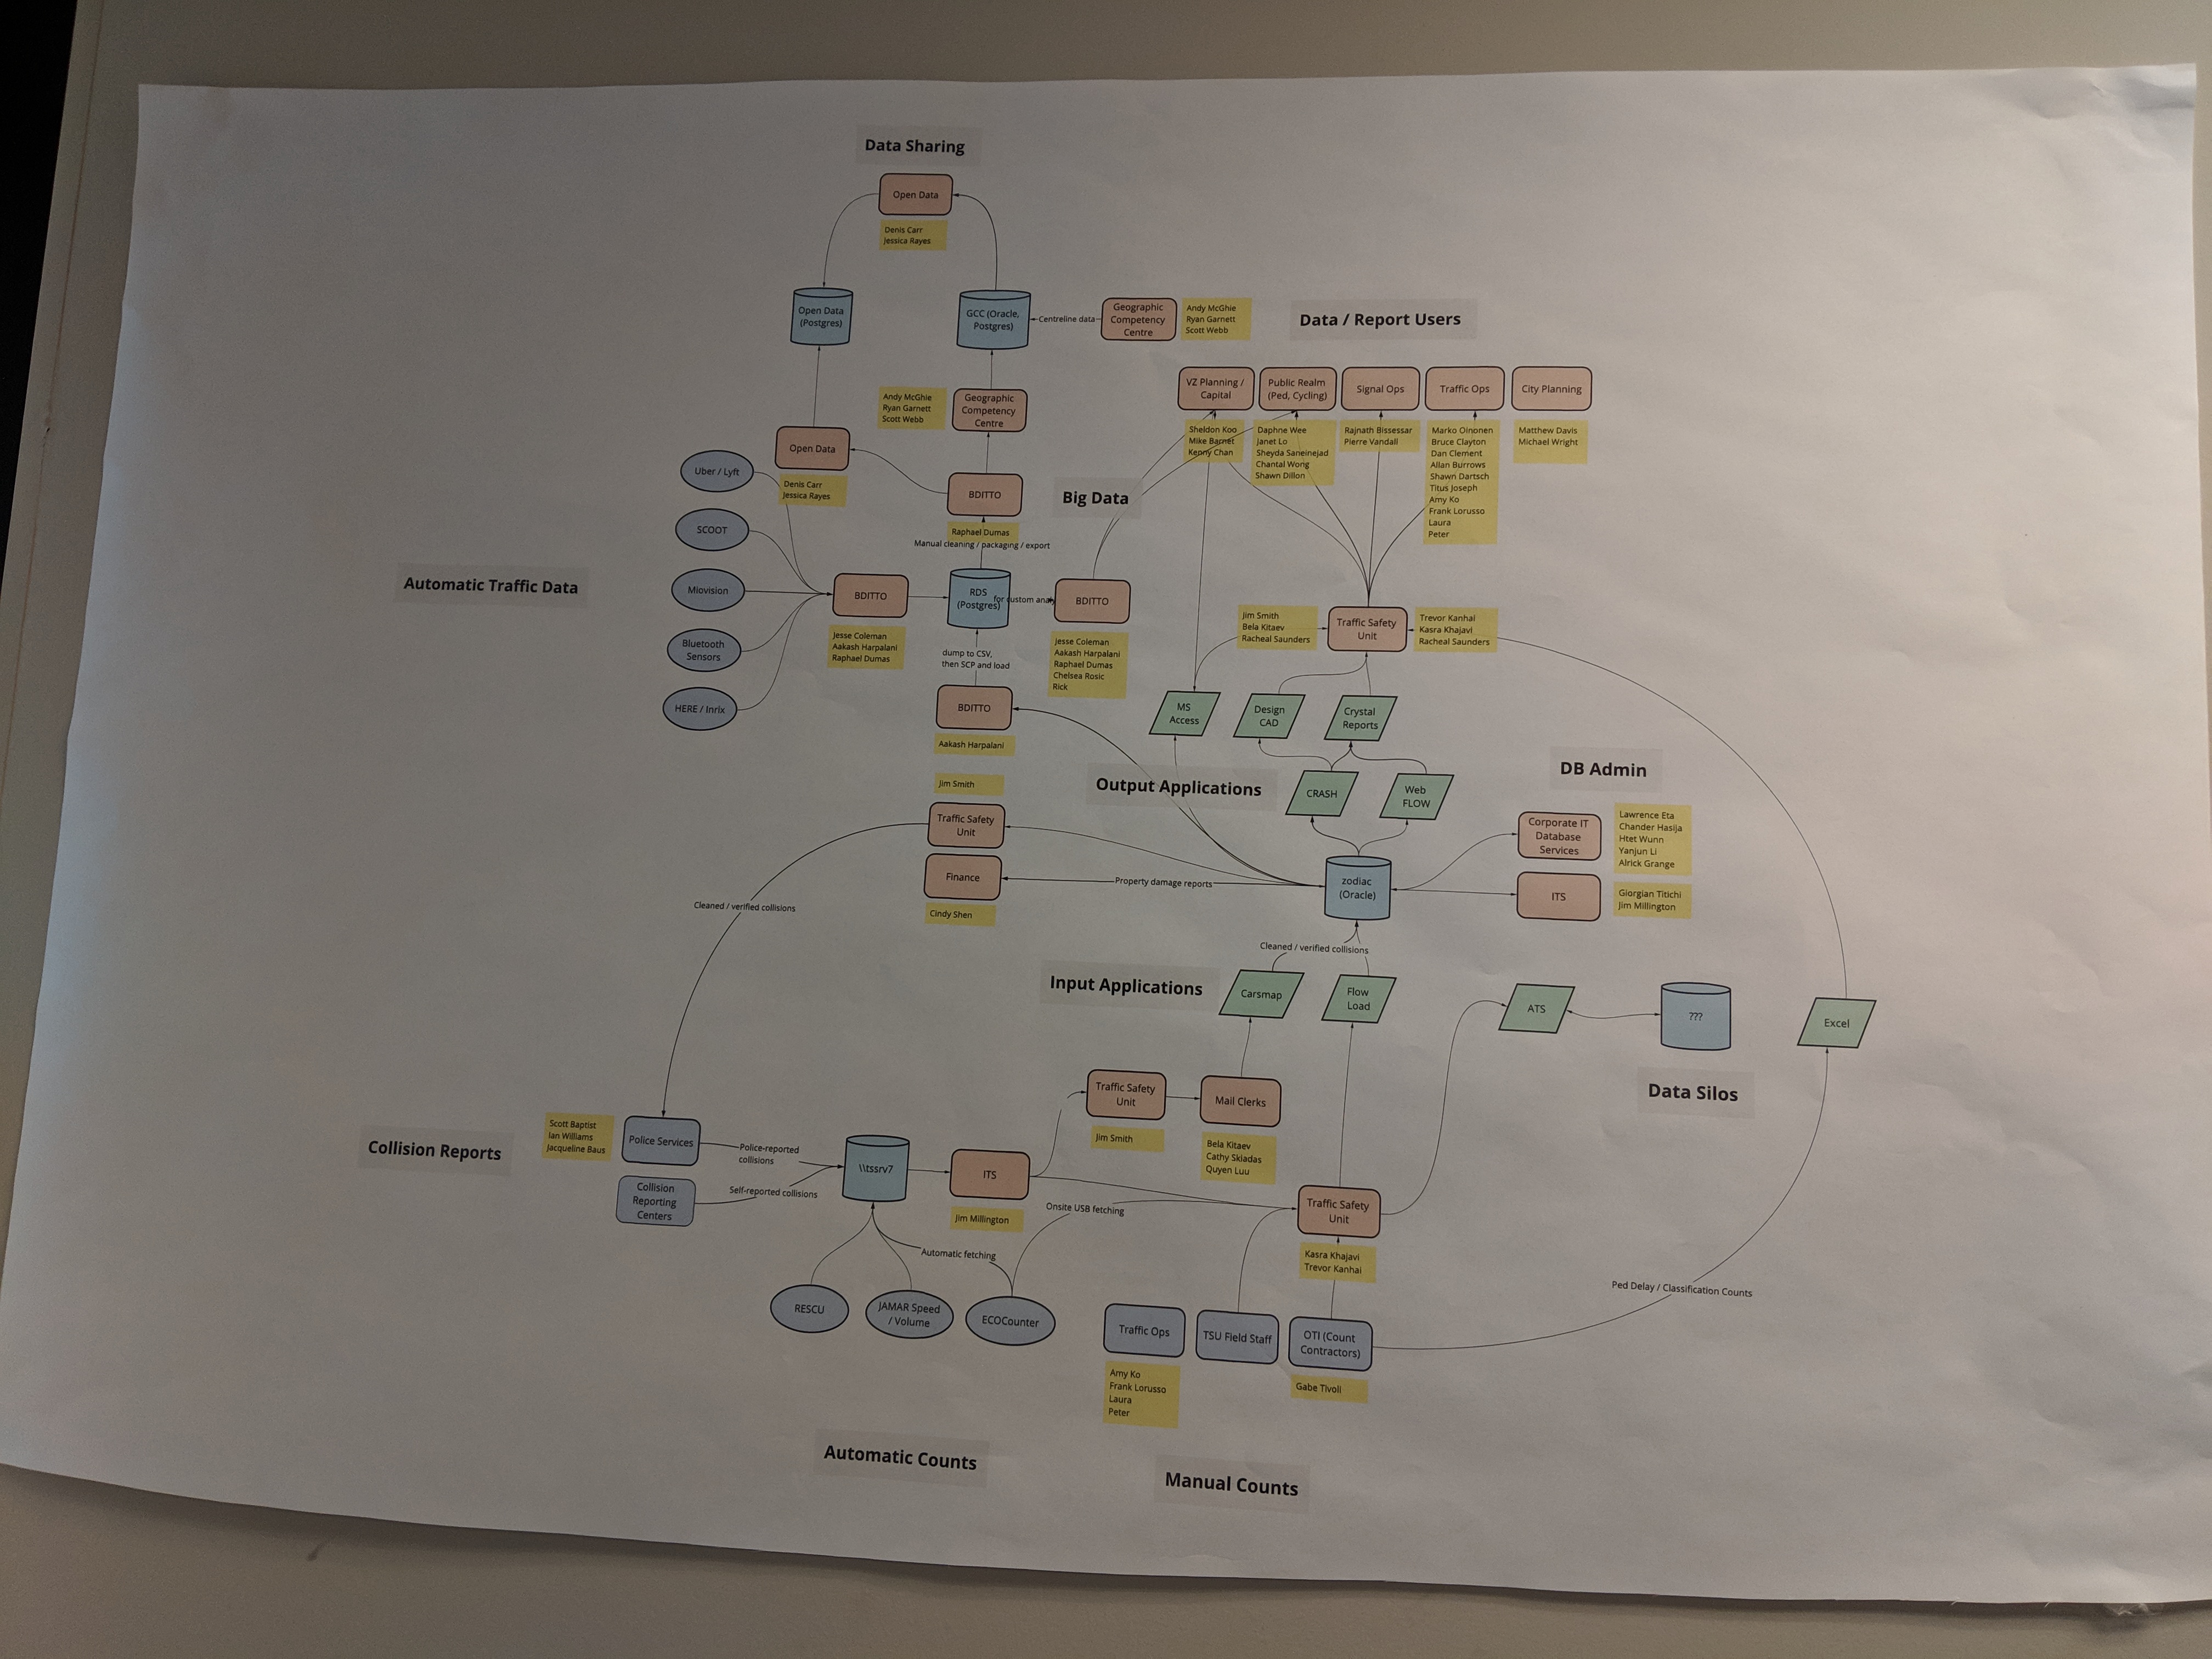 Data Sharing
Open Data
Denis Carr
Jessica Rayes
Open Data
(Postgres)
GCC (Oracle,
Postgres)
Centreline data
Geographic
Competency
Centre
Andy McGhie
Ryan Garnett
Scott Webb
Data / Report Users
VZ Planning /
Capital
Sheldon Koo
Mike Barnet
Kenny Chan
Public Realm
(Ped, Cycling)
Daphne Wee
Janet Lo
Sheyda Saneinejad
Chantal Wong
Shawn Dillon
Signal Ops
Rajnath Bissessar
Pierre Vandall
Traffic Ops
Marko Oinonen
Bruce Clayton
Dan Clement
Allan Burrows
Shawn Dartsch
Titus Joseph
Amy Ko
Frank Lorusso
Laura
Peter
City Planning
Matthew Davis
Michael Wright
Andy McGhie
Ryan Garnett
Scott Webb
Geographic
Competency
Centre
Open Data
Denis Carr
Jessica Rayes
BDITTO
Raphael Dumas
Manual cleaning / packaging / export
Big Data
Automatic Traffic Data
Uber / Lyft
SCOOT
Miovision
Bluetooth
Sensors
HERE / Inrix
BDITTO
Jesse Coleman
Aakash Harpalani
Raphael Dumas
RDS
(Postgres)
for custom
BDITTO
Jesse Coleman
Aakash Harpalani
Raphael Dumas
Chelsea Rosic
Rick
dump to CSV,
then SCP and load
BDITTO
Aakash Harpalani
Jim Smith
Bela Kitaev
Racheal Saunders
Traffic Safety
Unit
Trevor Kanhai
Kasra Khajavi
Racheal Saunders
MS
Access
Design
CAD
Crystal
Reports
Output Applications
CRASH
Web
FLOW
DB Admin
Corporate IT
Database
Services
Lawrence Eta
Chander Hasija
Htet Wunn
Yanjun Li
Alrick Grange
ITS
Giorgian Titichi
Jim Millington
Jim Smith
Traffic Safety
Unit
Finance
Cindy Shen
Property damage reports
zodiac
(Oracle)
Cleaned / verified collisions
Cleaned / verified collisions
Input Applications
Carsmap
Flow
Load
ATS
???
Excel
Data Silos
Traffic Safety
Unit
Jim Smith
Mail Clerks
Bela Kitaev
Cathy Skiadas
Quyen Luu
Collision Reports
Scott Baptist
Ian Williams
Jacqueline Baus
Police Services
Collision
Reporting
Centers
Police-reported
collisions
Self-reported collisions
\\tssrv7
ITS
Jim Millington
Onsite USB fetching
Traffic Safety
Unit
Kasra Khajavi
Trevor Kanhai
Automatic fetching
RESCU
JAMAR Speed
/ Volume
ECOCounter
Traffic Ops
Amy Ko
Frank Lorusso
Laura
Peter
TSU Field Staff
OTI (Count
Contractors)
Gabe Tivoli
Ped Delay / Classification Counts
Automatic Counts
Manual Counts